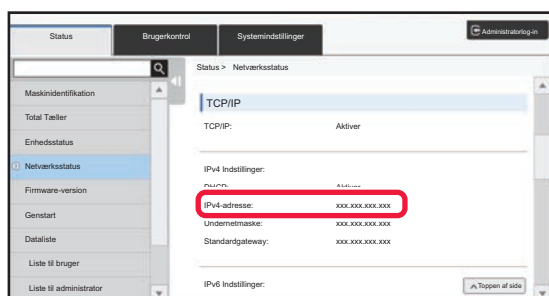 Status
Brugerkontrol
Systemindstillinger
Administratorlog-in
Maskinidentifikation
Total Tæller
Enhedsstatus
Netværksstatus
Firmware-version
Genstart
Dataliste
Liste til bruger
Liste til administrator
Status > Netværksstatus
TCP/IP
TCP/IP: Aktiver
IPv4 Indstillinger:
DHCP: Aktiver
IPv4-adresse: xxx.xxx.xxx.xxx
Undernetmaske: xxx.xxx.xxx.xxx
Standardgateway: xxx.xxx.xxx.xxx
IPv6 Indstillinger:
Toppen af side